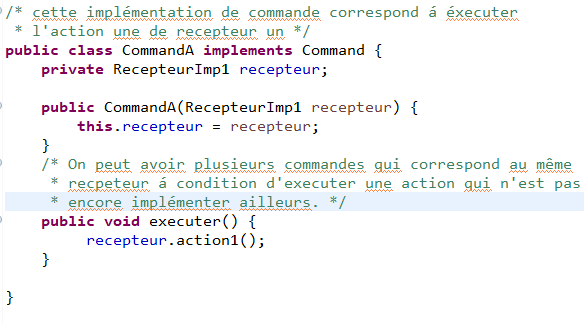 /* cette implémentation de commande correspond á éxecuter
 * l'action une de recepteur un */
public class CommandA implements Command {
    private RecepteurImp1 recepteur;

    public CommandA(RecepteurImp1 recepteur) {
        this.recepteur = recepteur;
    }
    /* On peut avoir plusieurs commandes qui correspond au même
     * recpeteur á condition d'executer une action qui n'est pas
     * encore implémenter ailleurs. */
    public void executer() {
         recepteur.action1();
    }

}